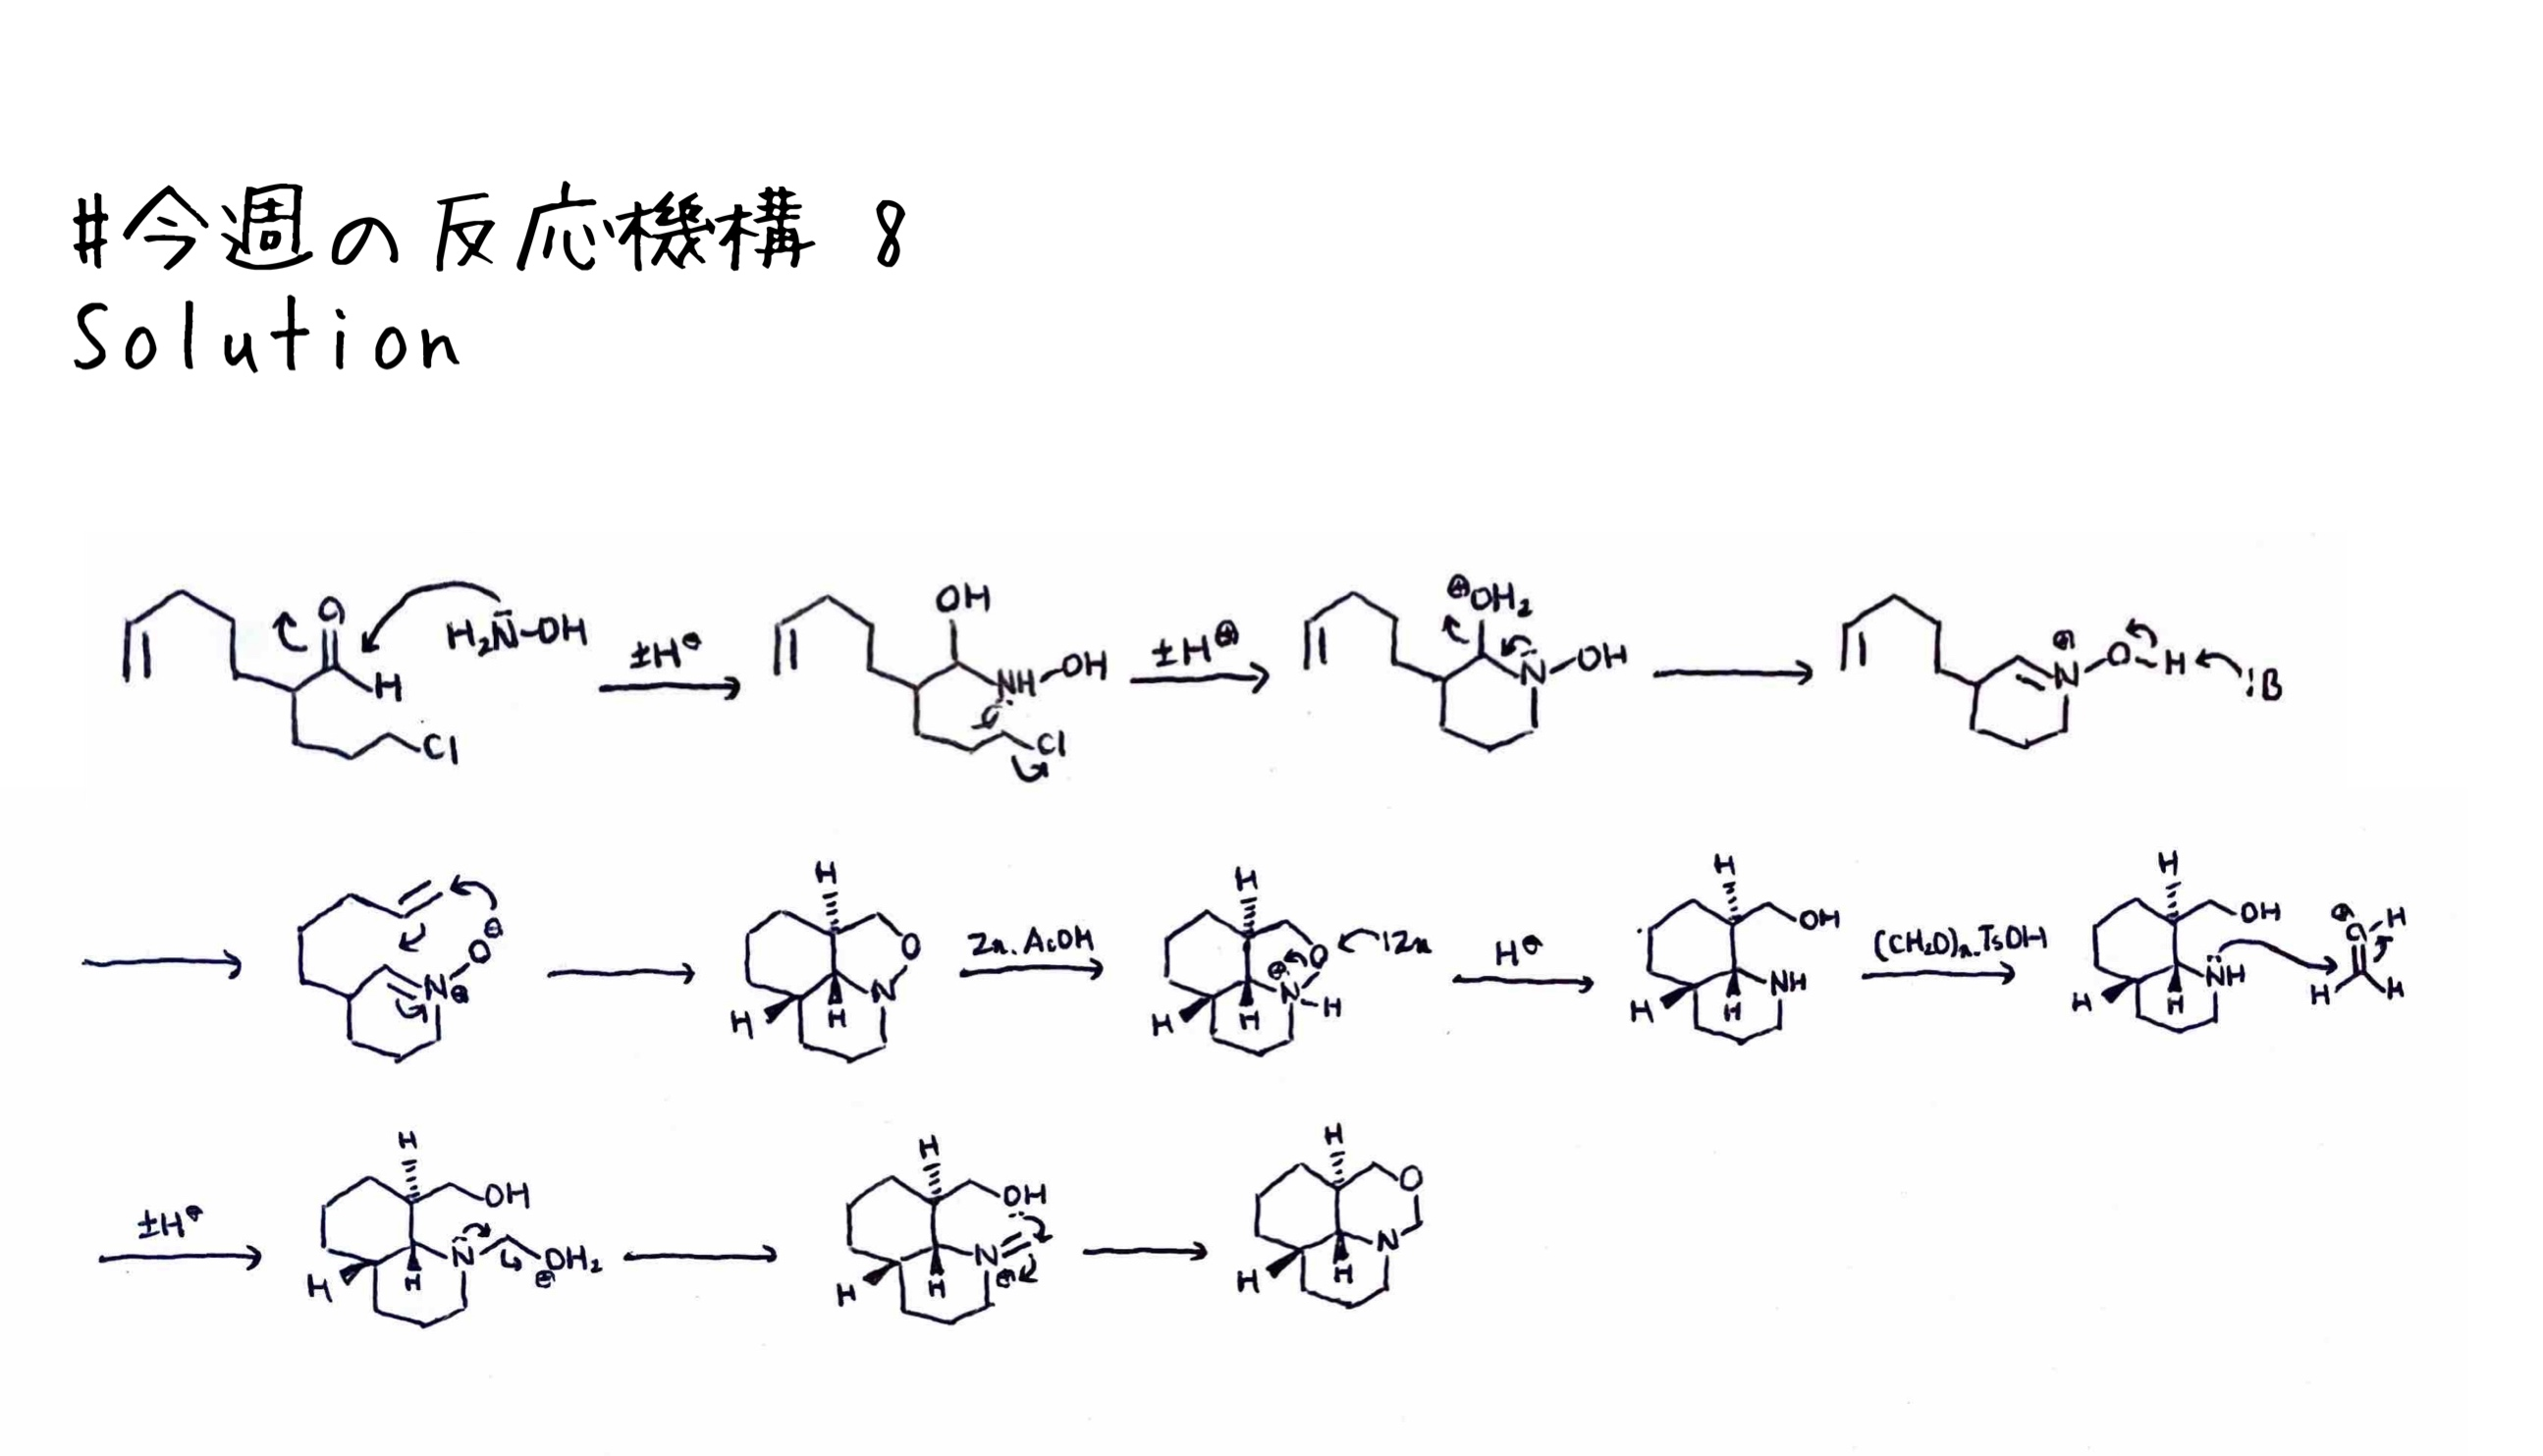 #今週の反応機構 8
Solution
O H H₂N-OH Cl ±H⊕ OH NH-OH Cl ±H⊕ ⊕OH₂ N-OH ⊕ N-O-H :B
O⊖ N⊕ H O N H H Zn, AcOH H O :Zn ⊕ N-H H H H⊕ H OH NH H H (CH₂O)n, TsOH H OH NH H H ⊕ O-H H H
±H⊕ H OH N OH₂ ⊕ H H H OH N ⊕ H H H O N H H